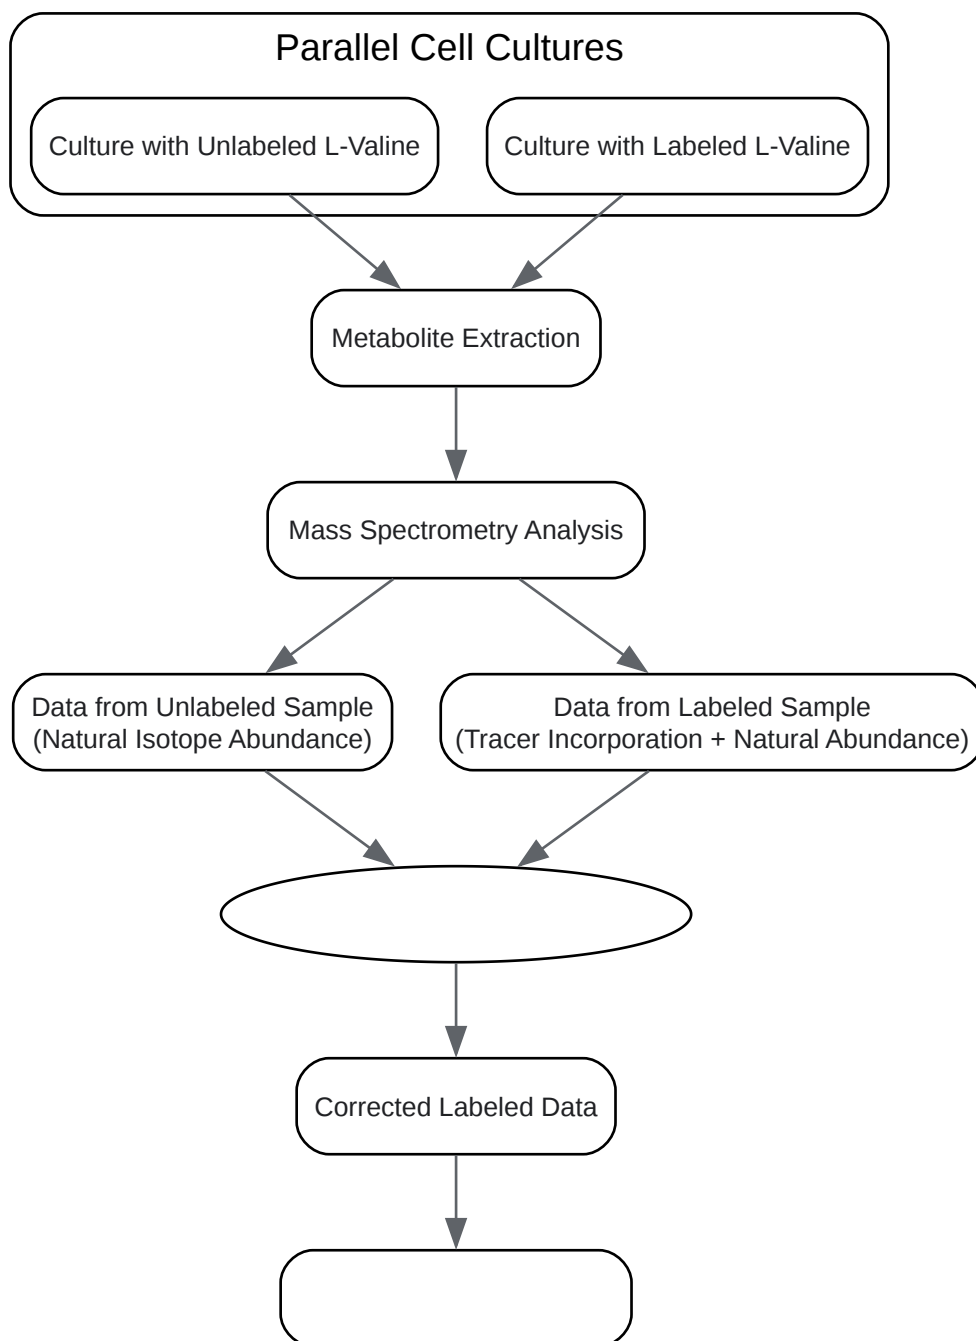 Parallel Cell Cultures
Culture with Unlabeled L-Valine
Culture with Labeled L-Valine
Metabolite Extraction
Mass Spectrometry Analysis
Data from Unlabeled Sample
(Natural Isotope Abundance)
Data from Labeled Sample
(Tracer Incorporation + Natural Abundance)
Corrected Labeled Data